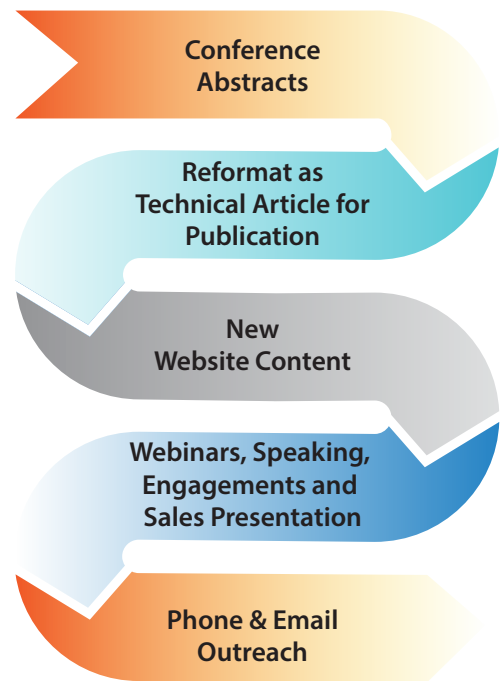 Conference
Abstracts
Reformat as
Technical Article for
Publication
New
Website Content
Webinars, Speaking,
Engagements and
Sales Presentation
Phone & Email
Outreach